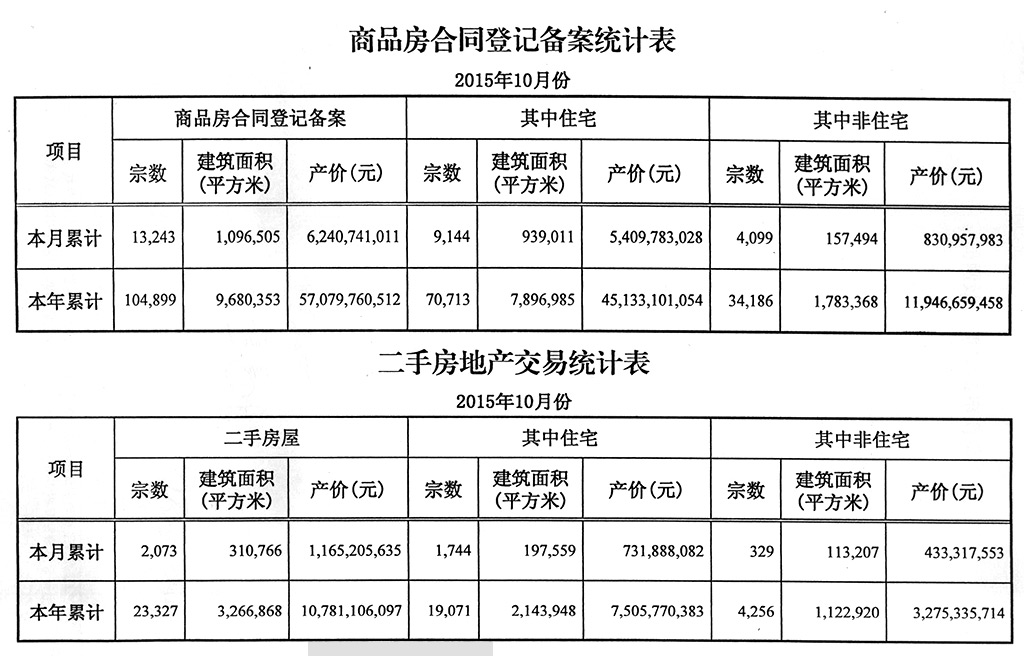 商品房合同登记备案统计表
2015年10月份
项目 商品房合同登记备案 其中住宅 其中非住宅
宗数 建筑面积(平方米) 产价(元) 宗数 建筑面积(平方米) 产价(元) 宗数 建筑面积(平方米) 产价(元)
本月累计 13,243 1,096,505 6,240,741,011 9,144 939,011 5,409,783,028 4,099 157,494 830,957,983
本年累计 104,899 9,680,353 57,079,760,512 70,713 7,896,985 45,133,101,054 34,186 1,783,368 11,946,659,458
二手房地产交易统计表
2015年10月份
项目 二手房屋 其中住宅 其中非住宅
宗数 建筑面积(平方米) 产价(元) 宗数 建筑面积(平方米) 产价(元) 宗数 建筑面积(平方米) 产价(元)
本月累计 2,073 310,766 1,165,205,635 1,744 197,559 731,888,082 329 113,207 433,317,553
本年累计 23,327 3,266,868 10,781,106,097 19,071 2,143,948 7,505,770,383 4,256 1,122,920 3,275,335,714